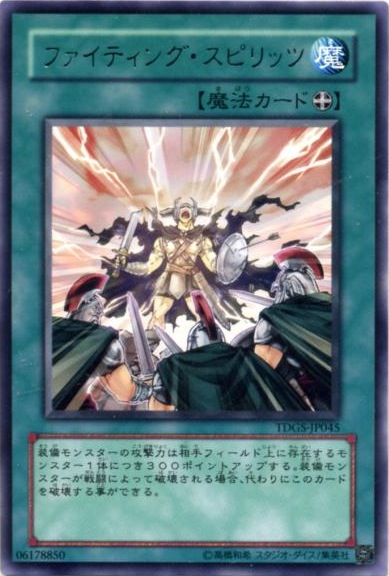 ファイティング・スピリッツ 魔
【魔法カード】
TDGS-JP045
装備モンスターの攻撃力は相手フィールド上に存在するモ
ンスター1体につき300ポイントアップする。装備モン
スターが戦闘によって破壊される場合、代わりにこのカード
を破壊する事ができる。
06178850 ©高橋和希 スタジオ・ダイス/集英社